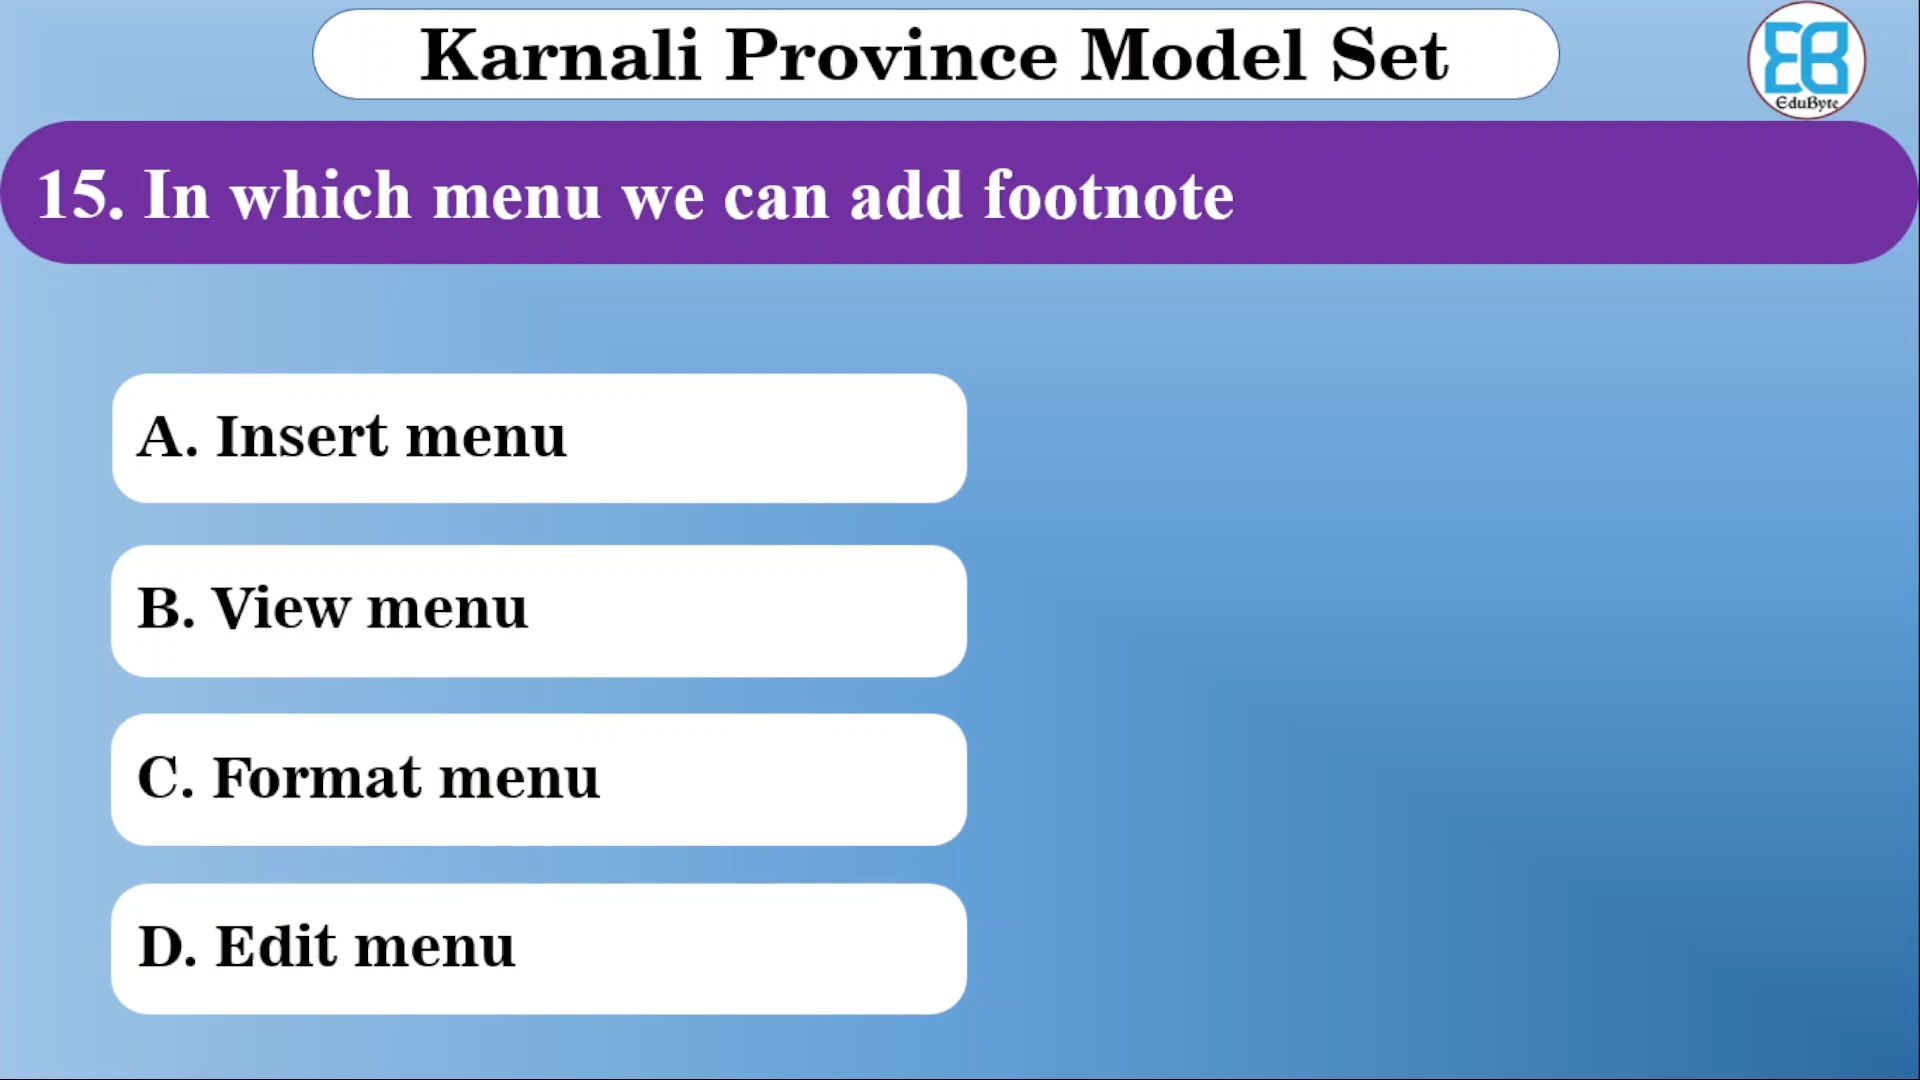 Karnali Province Model Set
EduByte
15. In which menu we can add footnote
A. Insert menu
B. View menu
C. Format menu
D. Edit menu